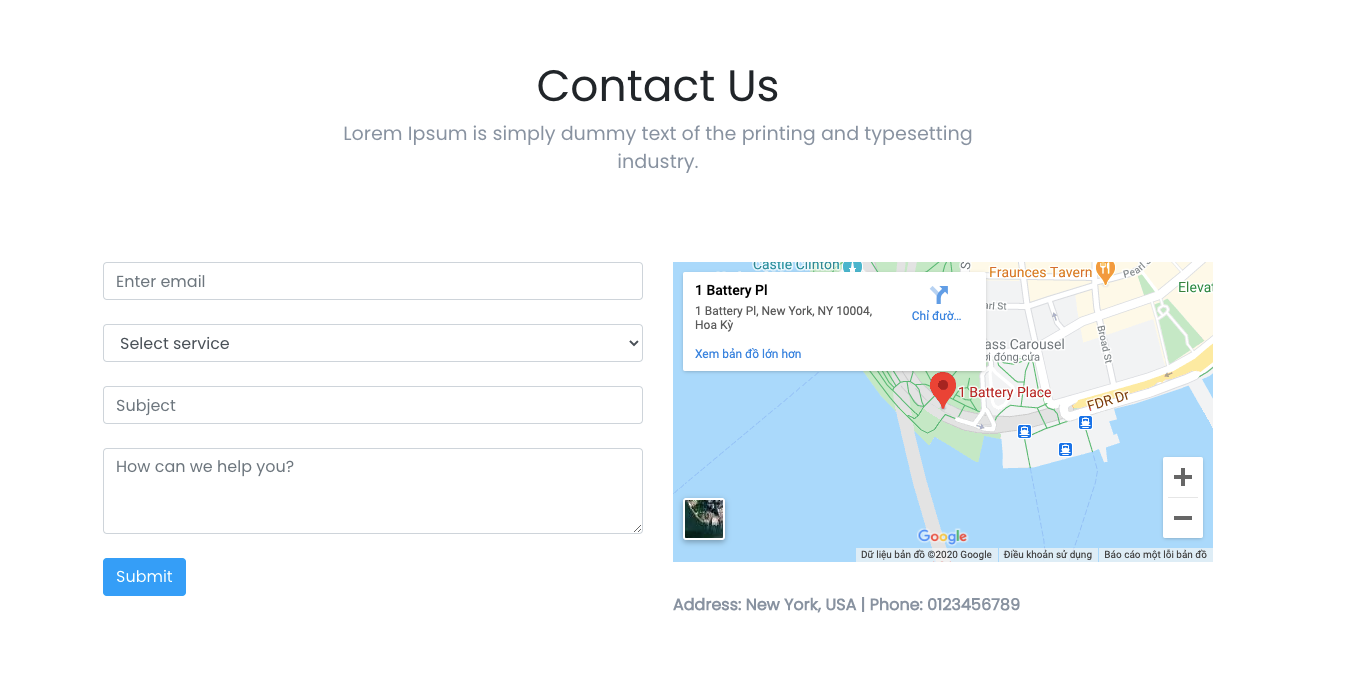 Contact Us
Lorem Ipsum is simply dummy text of the printing and typesetting
industry.
Enter email
Select service
Subject
How can we help you?
Submit
Castle Clinton
Fraunces Tavern
Pearl S
Elevat
1 Battery Pl
1 Battery Pl, New York, NY 10004,
Hoa Kỳ
Chỉ đườ...
Xem bản đồ lớn hơn
arl St
Broad St
ass Carousel
ời đóng cửa
1 Battery Place
FDR Dr
Google
Dữ liệu bản đồ ©2020 Google
Điều khoản sử dụng
Báo cáo một lỗi bản đồ
Address: New York, USA | Phone: 0123456789